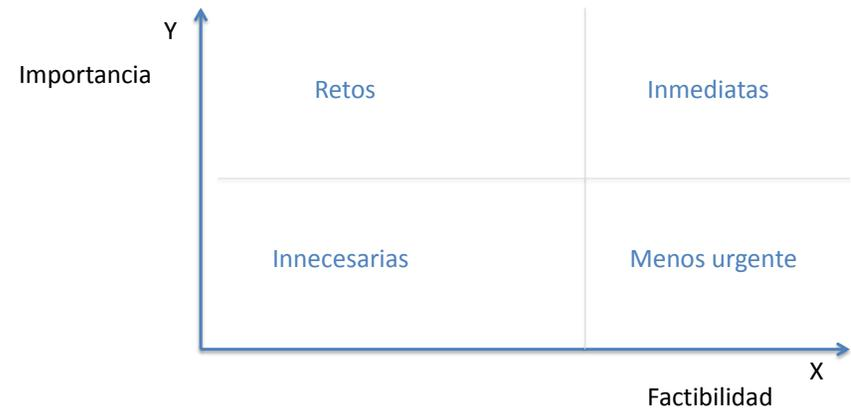 Y
Importancia
Retos
Inmediatas
Innecesarias
Menos urgente
X
Factibilidad